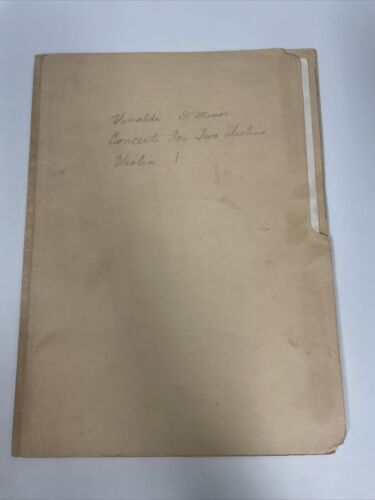 Vivaldi - D Minor
Concerto for Two Violins
Violin 1